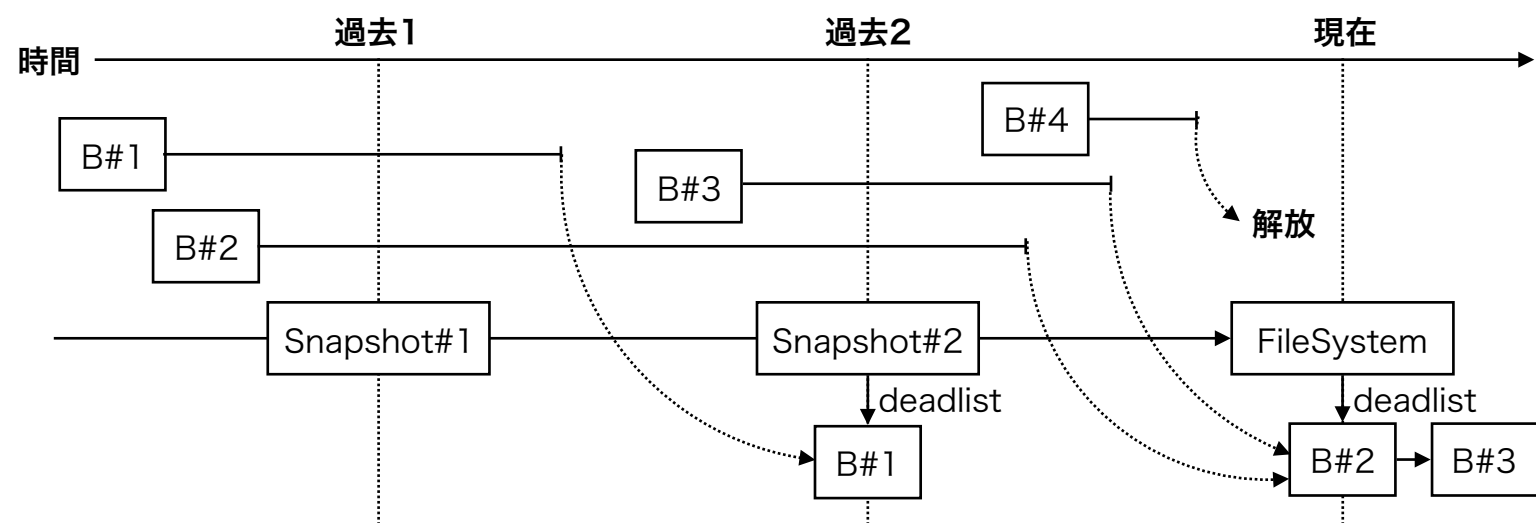 過去1
過去2
現在
時間
B#4
B#1
B#3
解放
B#2
Snapshot#1
Snapshot#2
FileSystem
deadlist
deadlist
B#1
B#2
B#3